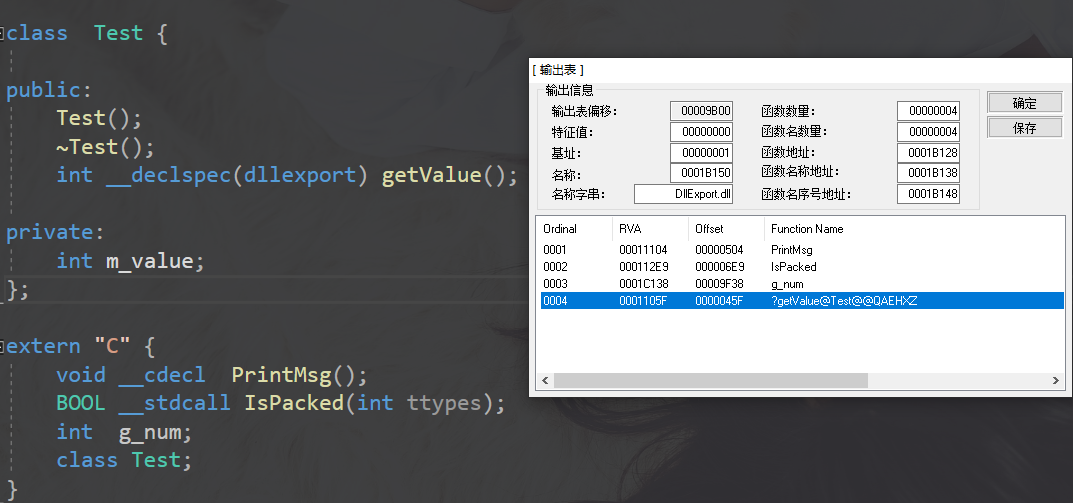 class  Test {
public:
    Test();
    ~Test();
    int __declspec(dllexport) getValue();
private:
    int m_value;
};
extern "C" {
    void __cdecl  PrintMsg();
    BOOL __stdcall IsPacked(int ttypes);
    int  g_num;
    class Test;
}
[ 输出表 ]
输出信息
输出表偏移: 00009B00 函数数量: 00000004
特征值: 00000000 函数名数量: 00000004
基址: 00000001 函数地址: 0001B128
名称: 0001B150 函数名称地址: 0001B138
名称字串: DllExport.dll 函数名序号地址: 0001B148
确定
保存
Ordinal RVA Offset Function Name
0001 00011104 00000504 PrintMsg
0002 000112E9 000006E9 IsPacked
0003 0001C138 00009F38 g_num
0004 0001105F 0000045F ?getValue@Test@@QAEHXZ